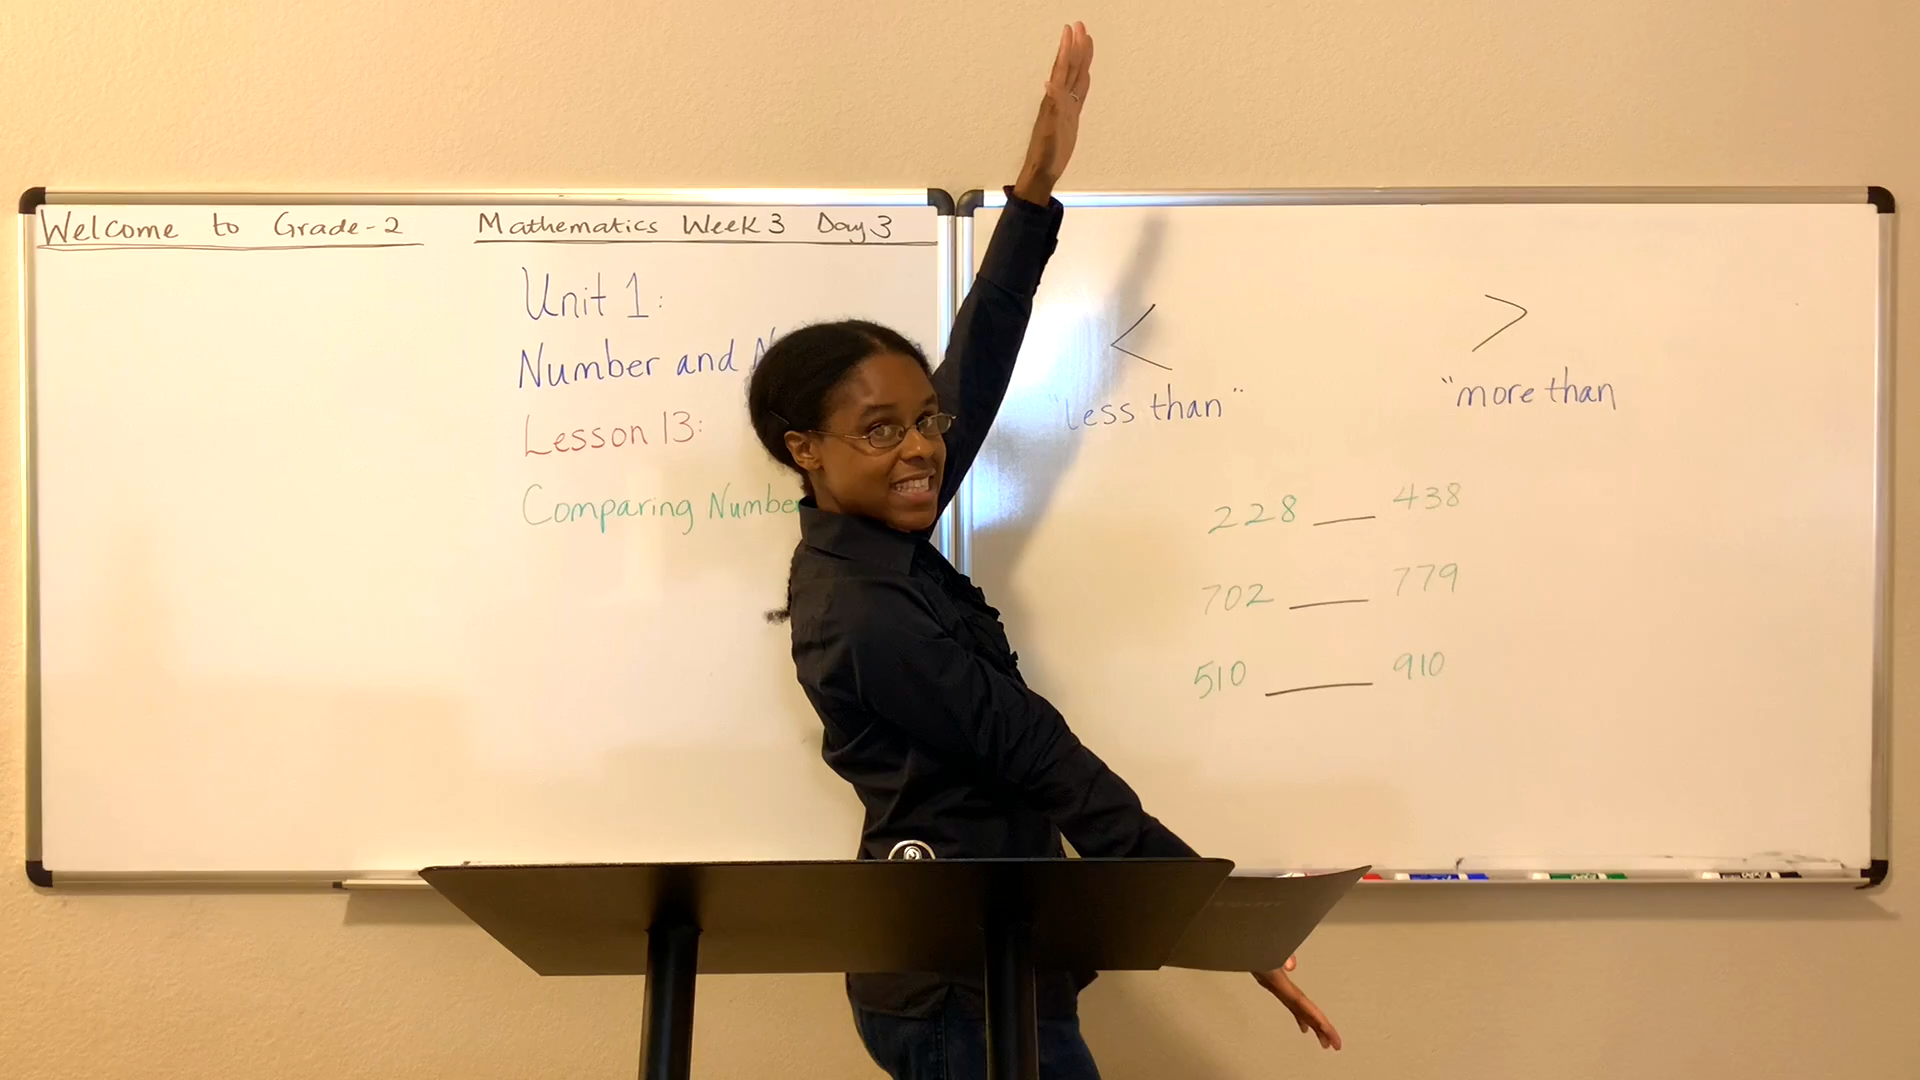 Welcome to Grade-2 Mathematics Week 3 Day 3
Unit 1:
Number and
Lesson 13:
Comparing Number
< >
"less than" "more than
228 ___ 438
702 ___ 779
510 ___ 910